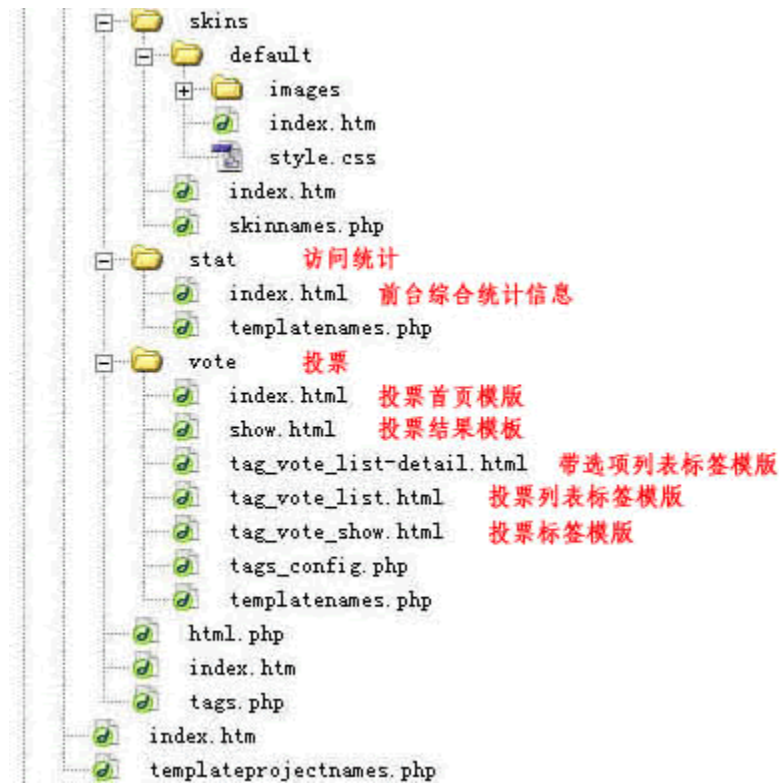 skins
default
images
index.htm
style.css
index.htm
skinnames.php
stat 访问统计
index.html 前台综合统计信息
templatenames.php
vote 投票
index.html 投票首页模版
show.html 投票结果模板
tag_vote_list-detail.html 带选项列表标签模版
tag_vote_list.html 投票列表标签模版
tag_vote_show.html 投票标签模版
tags_config.php
templatenames.php
html.php
index.htm
tags.php
index.htm
templateprojectnames.php